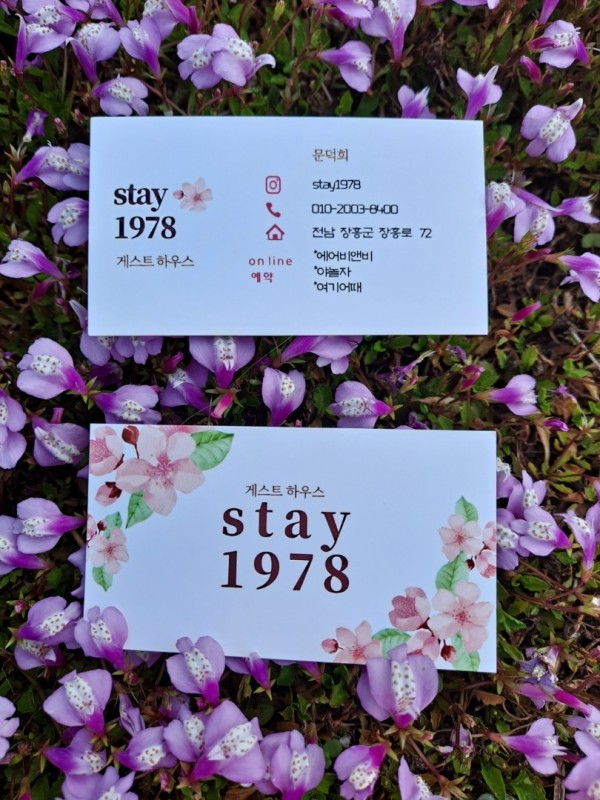 stay
1978
게스트 하우스
문덕희
stay1978
010-2003-8400
전남 장흥군 장흥로 72
online
예약
*에어비앤비
*야놀자
*여기어때
게스트 하우스
stay
1978